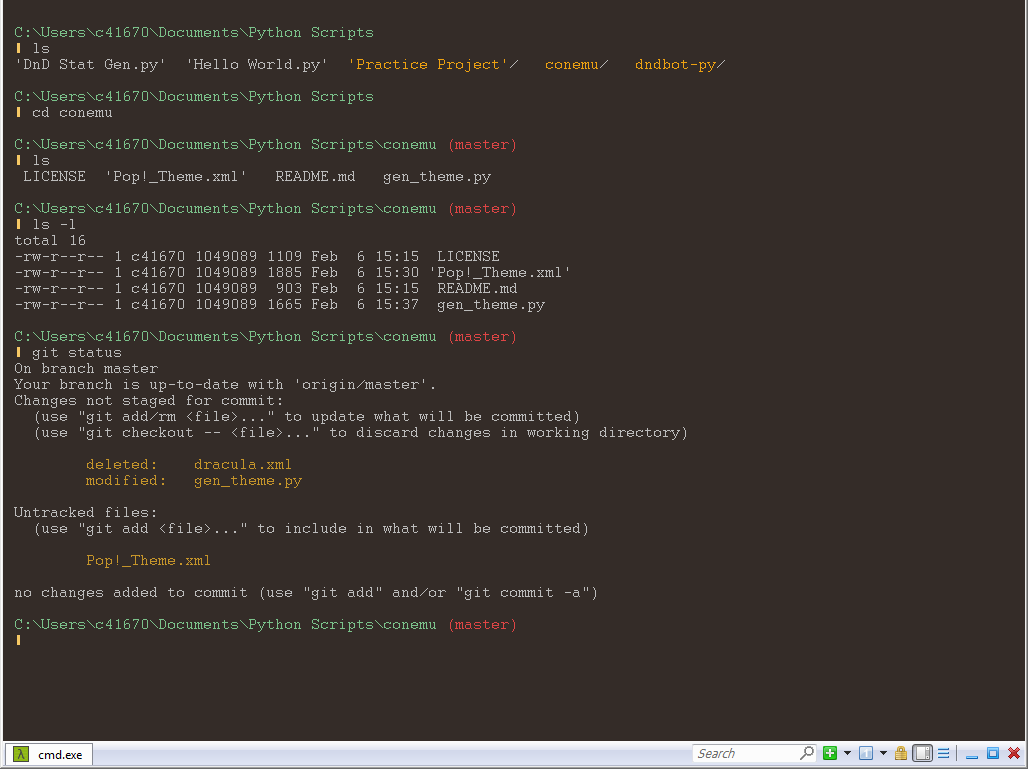 C:\Users\c41670\Documents\Python Scripts
ls
'DnD Stat Gen.py'  'Hello World.py'  'Practice Project'/   conemu/   dndbot-py/
C:\Users\c41670\Documents\Python Scripts
cd conemu
C:\Users\c41670\Documents\Python Scripts\conemu (master)
ls
LICENSE  'Pop!_Theme.xml'   README.md   gen_theme.py
C:\Users\c41670\Documents\Python Scripts\conemu (master)
ls -l
total 16
-rw-r--r-- 1 c41670 1049089 1109 Feb  6 15:15  LICENSE
-rw-r--r-- 1 c41670 1049089 1885 Feb  6 15:30 'Pop!_Theme.xml'
-rw-r--r-- 1 c41670 1049089  903 Feb  6 15:15  README.md
-rw-r--r-- 1 c41670 1049089 1665 Feb  6 15:37  gen_theme.py
C:\Users\c41670\Documents\Python Scripts\conemu (master)
git status
On branch master
Your branch is up-to-date with 'origin/master'.
Changes not staged for commit:
(use "git add/rm <file>..." to update what will be committed)
(use "git checkout -- <file>..." to discard changes in working directory)
deleted:    dracula.xml
modified:   gen_theme.py
Untracked files:
(use "git add <file>..." to include in what will be committed)
Pop!_Theme.xml
no changes added to commit (use "git add" and/or "git commit -a")
C:\Users\c41670\Documents\Python Scripts\conemu (master)
λ cmd.exe Search